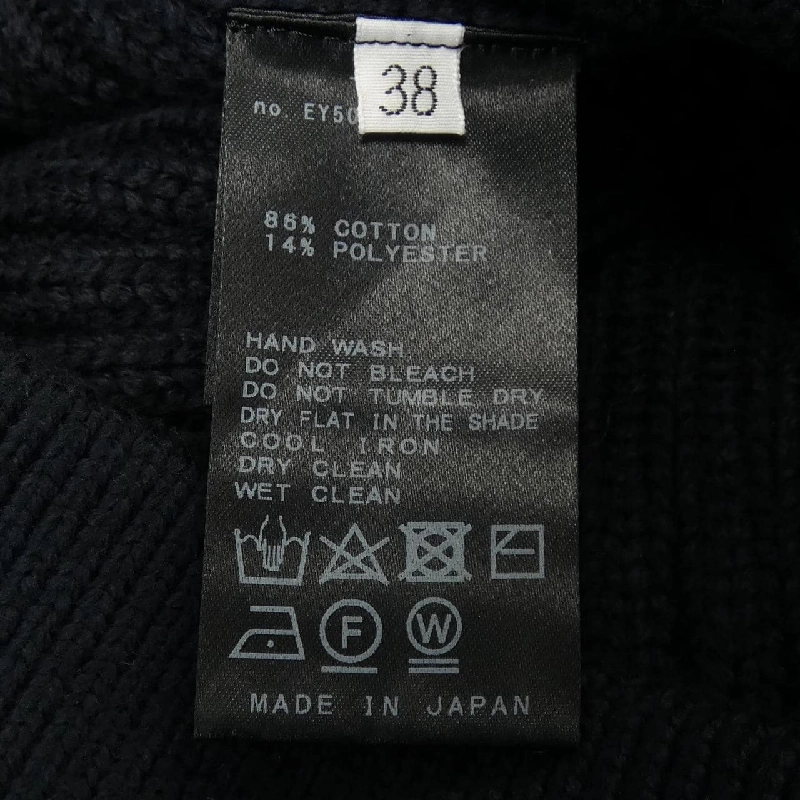 38
no. EY50
86% COTTON
14% POLYESTER
HAND WASH
DO NOT BLEACH
DO NOT TUMBLE DRY
DRY FLAT IN THE SHADE
COOL IRON
DRY CLEAN
WET CLEAN
F
W
MADE IN JAPAN